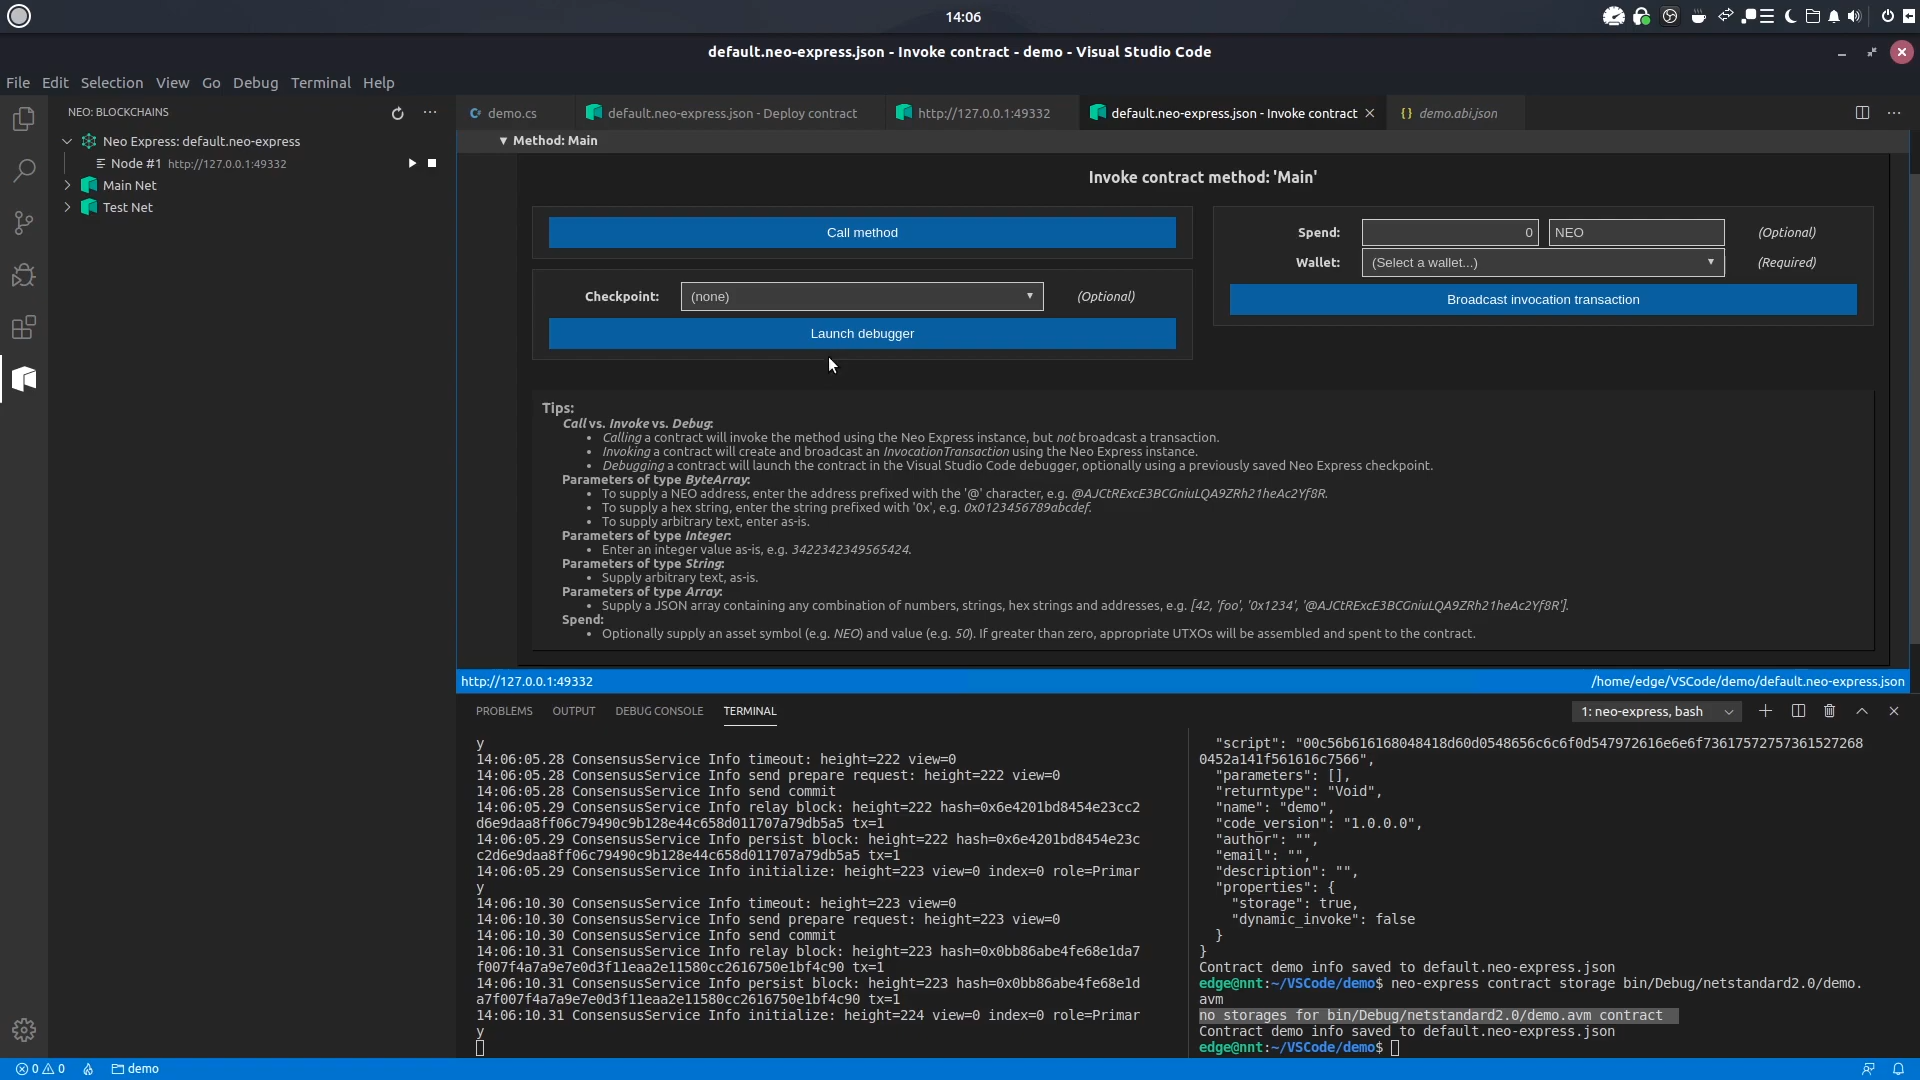 14:06
default.neo-express.json - Invoke contract - demo - Visual Studio Code
File Edit Selection View Go Debug Terminal Help
NEO: BLOCKCHAINS
Neo Express: default.neo-express
Node #1 http://127.0.0.1:49332
Main Net
Test Net
demo.cs
default.neo-express.json - Deploy contract
http://127.0.0.1:49332
default.neo-express.json - Invoke contract
{} demo.abi.json
Method: Main
Invoke contract method: 'Main'
Call method
Checkpoint: (none) (Optional)
Launch debugger
Spend: 0 NEO (Optional)
Wallet: (Select a wallet...) (Required)
Broadcast invocation transaction
Tips:
Call vs. Invoke vs. Debug:
• Calling a contract will invoke the method using the Neo Express instance, but not broadcast a transaction.
• Invoking a contract will create and broadcast an InvocationTransaction using the Neo Express instance.
• Debugging a contract will launch the contract in the Visual Studio Code debugger, optionally using a previously saved Neo Express checkpoint.
Parameters of type ByteArray:
• To supply a NEO address, enter the address prefixed with the '@' character, e.g. @AJCtRExcE3BCGniuLQA9ZRh21heAc2Yf8R.
• To supply a hex string, enter the string prefixed with '0x', e.g. 0x0123456789abcdef.
• To supply arbitrary text, enter as-is.
Parameters of type Integer:
• Enter an integer value as-is, e.g. 3422342349565424.
Parameters of type String:
• Supply arbitrary text, as-is.
Parameters of type Array:
• Supply a JSON array containing any combination of numbers, strings, hex strings and addresses, e.g. [42, 'foo', '0x1234', '@AJCtRExcE3BCGniuLQA9ZRh21heAc2Yf8R'].
Spend:
• Optionally supply an asset symbol (e.g. NEO) and value (e.g. 50). If greater than zero, appropriate UTXOs will be assembled and spent to the contract.
http://127.0.0.1:49332
/home/edge/VSCode/demo/default.neo-express.json
PROBLEMS OUTPUT DEBUG CONSOLE TERMINAL
1: neo-express, bash
y
14:06:05.28 ConsensusService Info timeout: height=222 view=0
14:06:05.28 ConsensusService Info send prepare request: height=222 view=0
14:06:05.28 ConsensusService Info send commit
14:06:05.29 ConsensusService Info relay block: height=222 hash=0x6e4201bd8454e23cc2
d6e9daa8ff06c79490c9b128e44c658d011707a79db5a5 tx=1
14:06:05.29 ConsensusService Info persist block: height=222 hash=0x6e4201bd8454e23c
c2d6e9daa8ff06c79490c9b128e44c658d011707a79db5a5 tx=1
14:06:05.29 ConsensusService Info initialize: height=223 view=0 index=0 role=Primar
y
14:06:10.30 ConsensusService Info timeout: height=223 view=0
14:06:10.30 ConsensusService Info send prepare request: height=223 view=0
14:06:10.30 ConsensusService Info send commit
14:06:10.31 ConsensusService Info relay block: height=223 hash=0x0bb86abe4fe68e1da7
f007f4a7a9e7e0d3f11eaa2e11580cc2616750e1bf4c90 tx=1
14:06:10.31 ConsensusService Info persist block: height=223 hash=0x0bb86abe4fe68e1d
a7f007f4a7a9e7e0d3f11eaa2e11580cc2616750e1bf4c90 tx=1
14:06:10.31 ConsensusService Info initialize: height=224 view=0 index=0 role=Primar
y
"script": "00c56b616168048418d60d0548656c6c6f0d547972616e6e6f73617572757361527268
0452a141f561616c7566",
"parameters": [],
"returntype": "Void",
"name": "demo",
"code_version": "1.0.0.0",
"author": "",
"email": "",
"description": "",
"properties": {
"storage": true,
"dynamic_invoke": false
}
}
Contract demo info saved to default.neo-express.json
edge@nnt:~/VSCode/demo$ neo-express contract storage bin/Debug/netstandard2.0/demo.
avm
no storages for bin/Debug/netstandard2.0/demo.avm contract
Contract demo info saved to default.neo-express.json
edge@nnt:~/VSCode/demo$
0 0 demo